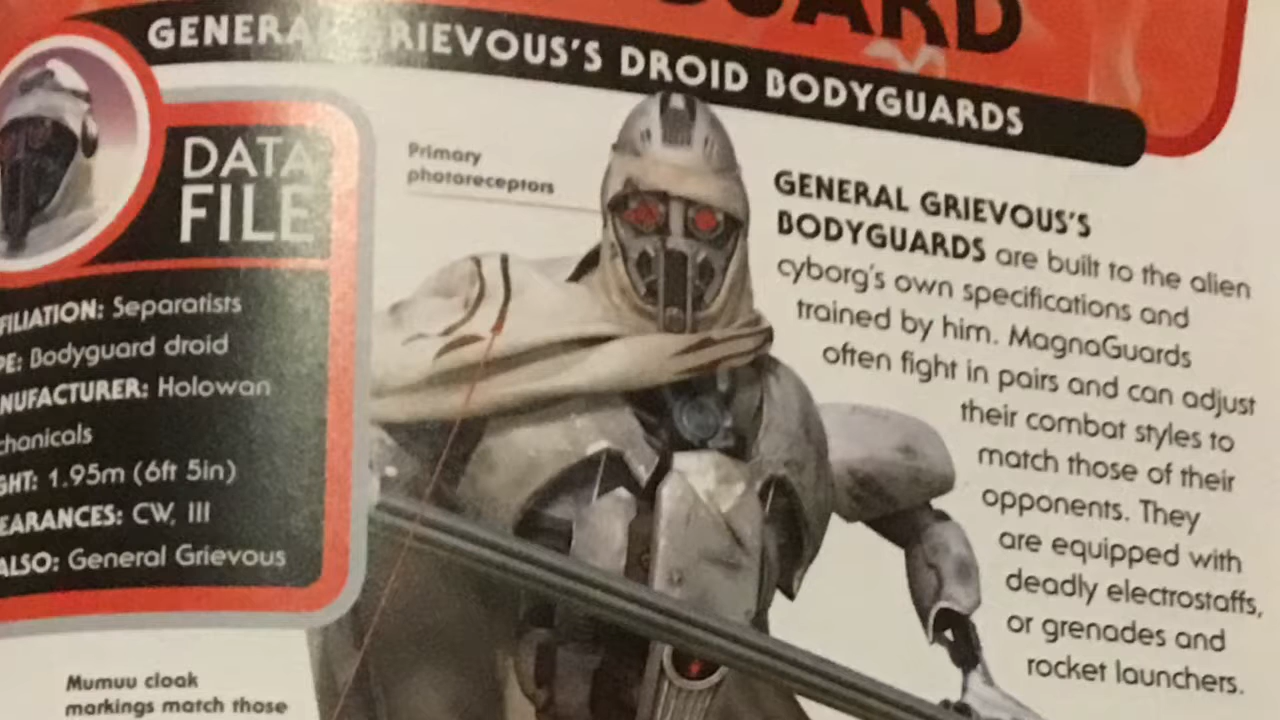 GUARD
GENERAL GRIEVOUS'S DROID BODYGUARDS
DATA
FILE
FILIATION: Separatists
PE: Bodyguard droid
NUFACTURER: Holowan
chanicals
GHT: 1.95m (6ft 5in)
EARANCES: CW, III
ALSO: General Grievous
Primary
photoreceptors
GENERAL GRIEVOUS'S
BODYGUARDS are built to the alien
cyborg's own specifications and
trained by him. MagnaGuards
often fight in pairs and can adjust
their combat styles to
match those of their
opponents. They
are equipped with
deadly electrostaffs,
or grenades and
rocket launchers.
Mumuu cloak
markings match those